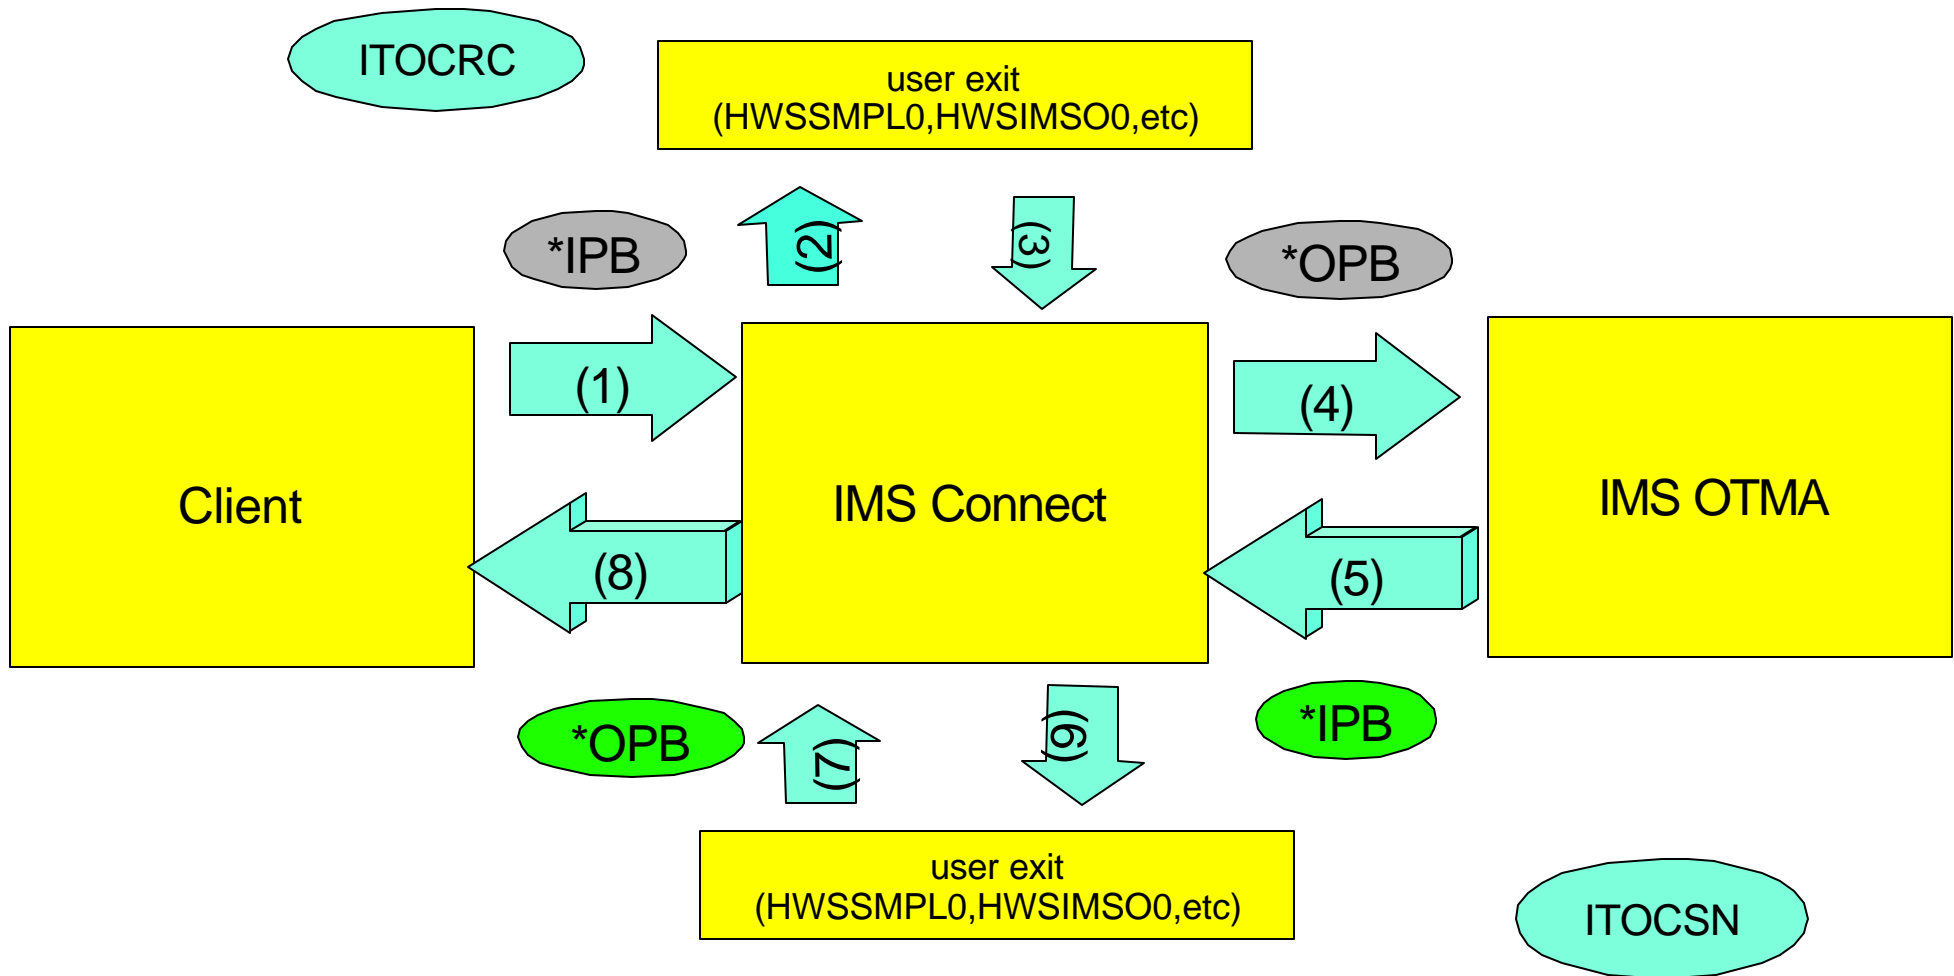 ITOCRC
user exit
(HWSSMPL0,HWSIMSO0,etc)
*IPB
(2)
(3)
*OPB
(1)
(4)
Client
IMS Connect
IMS OTMA
(8)
(5)
*OPB
(7)
(6)
*IPB
user exit
(HWSSMPL0,HWSIMSO0,etc)
ITOCSN